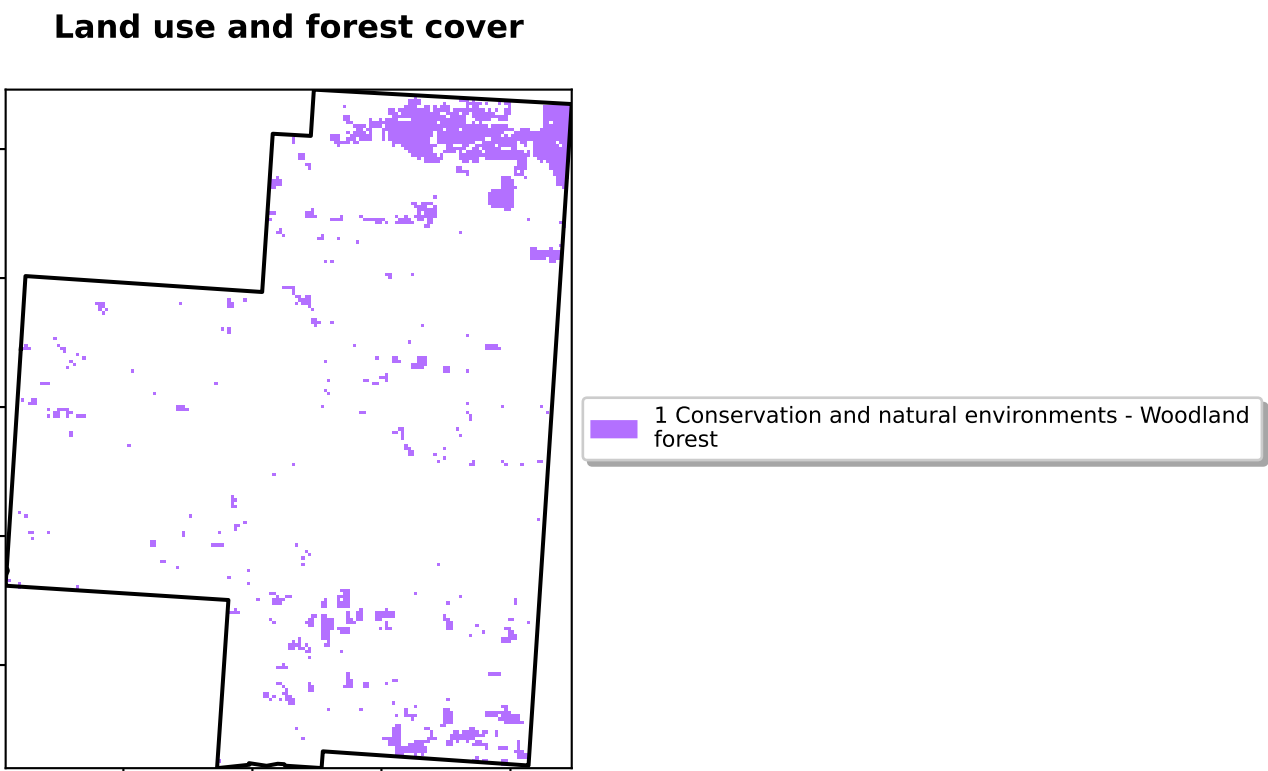 Land use and forest cover
1 Conservation and natural environments - Woodland
forest